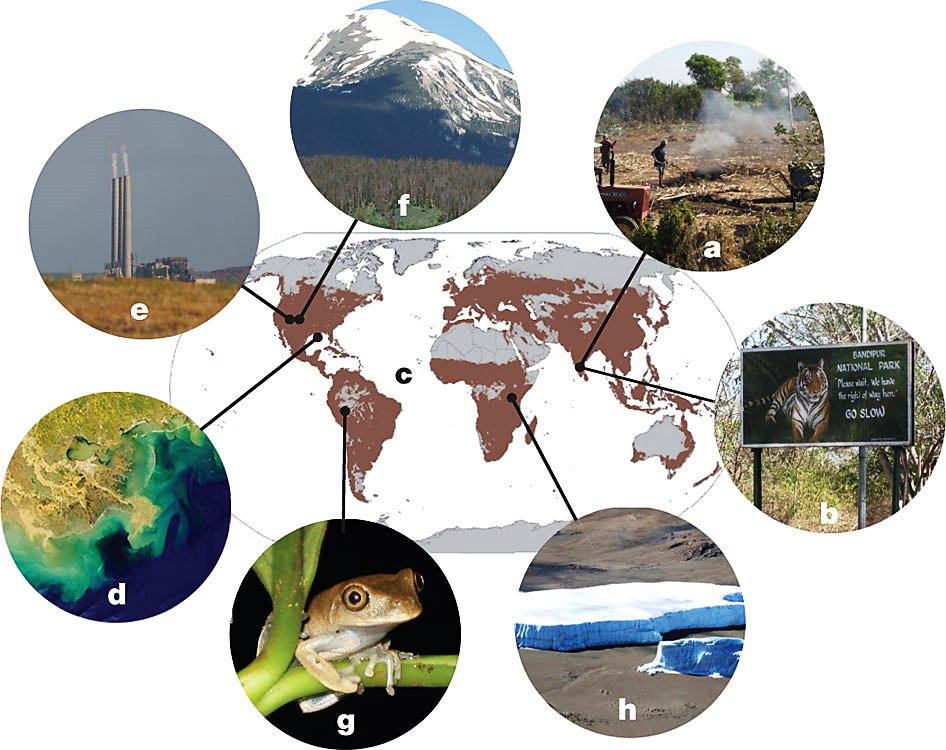 f
a
e
BANDIPUR
NATIONAL PARK
"Please wait, We have
the right of way here."
GO SLOW
c
b
d
g
h